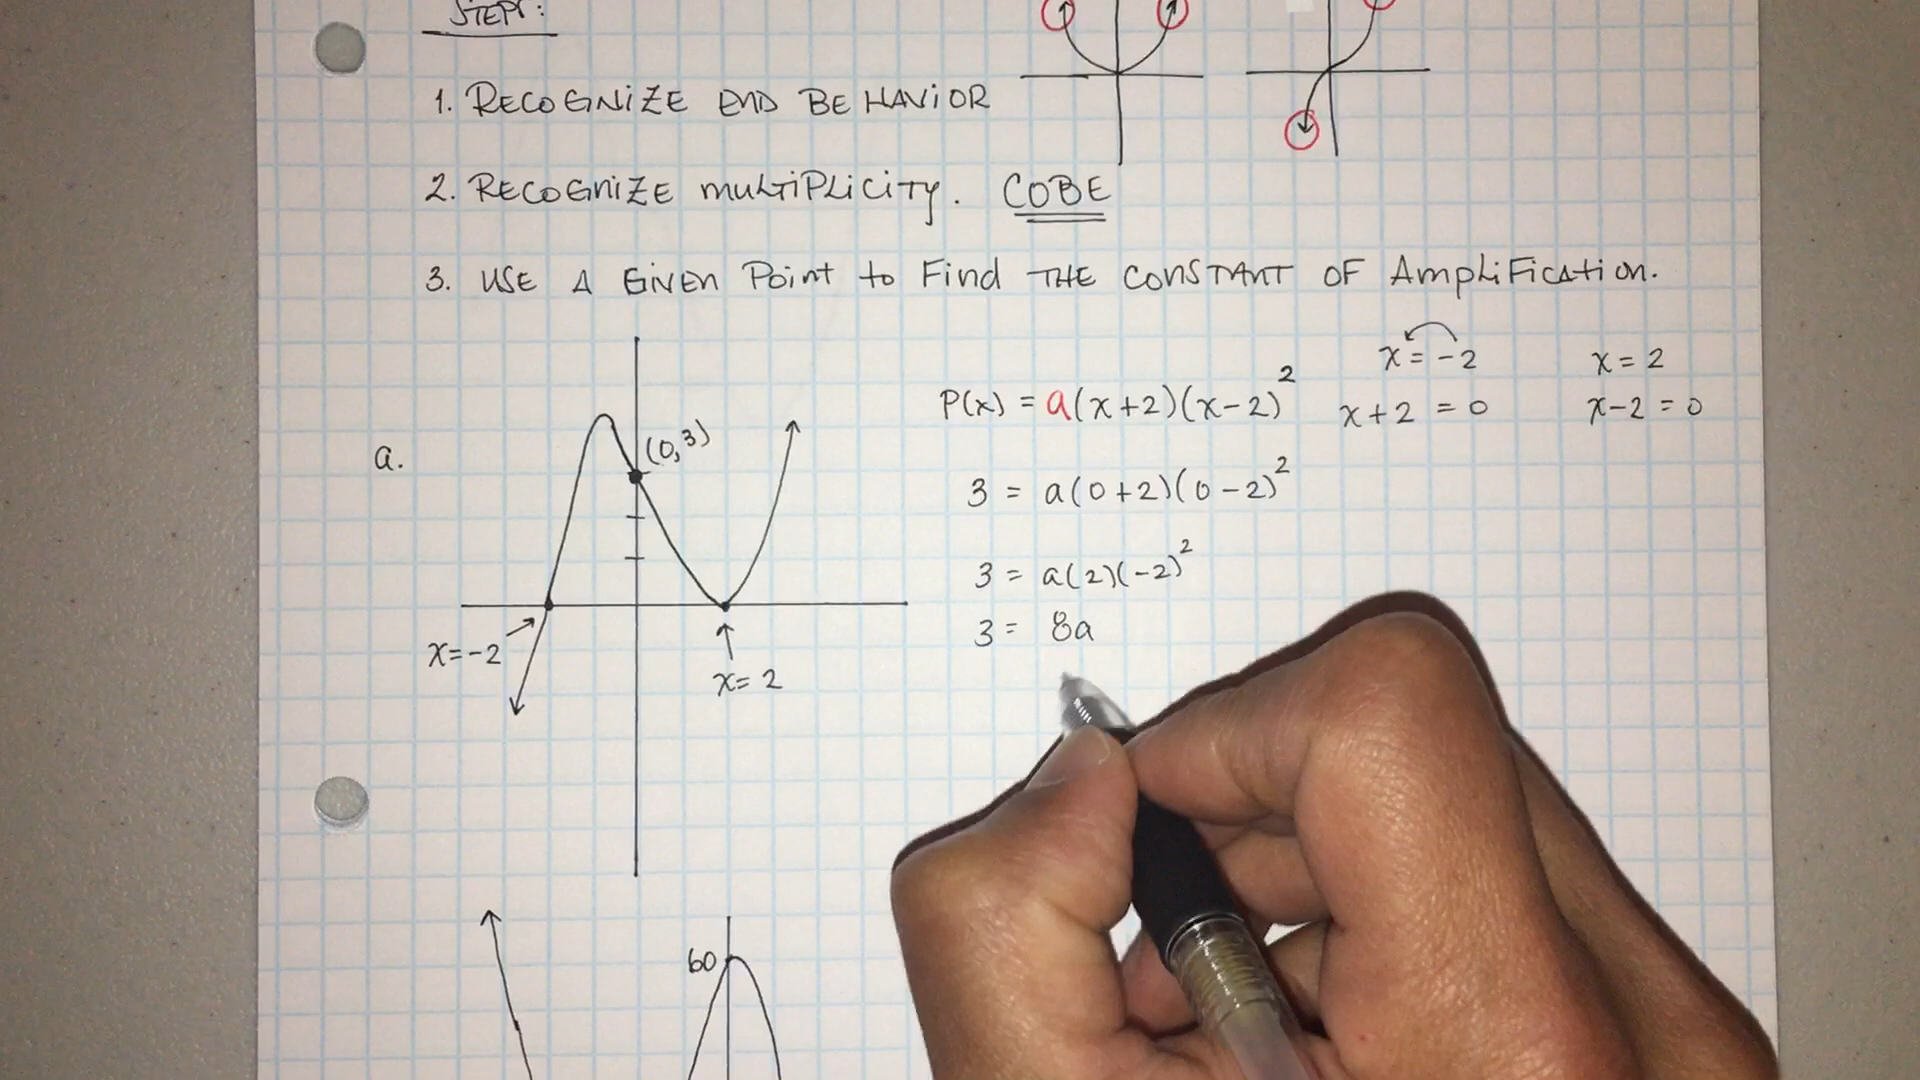 STEPS:
1. RECOGNIZE END BEHAVIOR
2. RECOGNIZE MULTIPLICITY. COBE
3. USE A GIVEN POINT TO FIND THE CONSTANT OF AMPLIFICATION.
a.
(0,3)
x=-2
x=2
P(x) = a(x+2)(x-2)²
x=-2
x+2 = 0
x=2
x-2=0
3 = a(0+2)(0-2)²
3 = a(2)(-2)²
3 = 8a
60